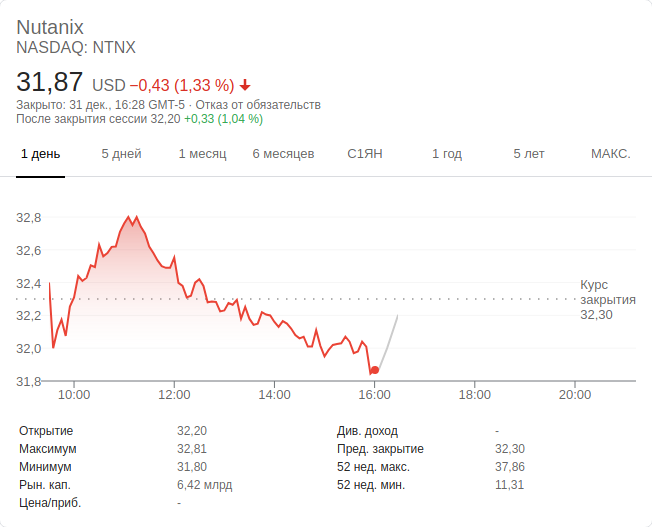 Nutanix
NASDAQ: NTNX
31,87 USD −0,43 (1,33 %)
Закрыто: 31 дек., 16:28 GMT-5 · Отказ от обязательств
После закрытия сессии 32,20 +0,33 (1,04 %)
1 день 5 дней 1 месяц 6 месяцев С1ЯН 1 год 5 лет МАКС.
32,8
32,6
32,4
32,2
32,0
31,8
Курс
закрытия
32,30
10:00 12:00 14:00 16:00 18:00 20:00
Открытие 32,20
Максимум 32,81
Минимум 31,80
Рын. кап. 6,42 млрд
Цена/приб. -
Див. доход -
Пред. закрытие 32,30
52 нед. макс. 37,86
52 нед. мин. 11,31